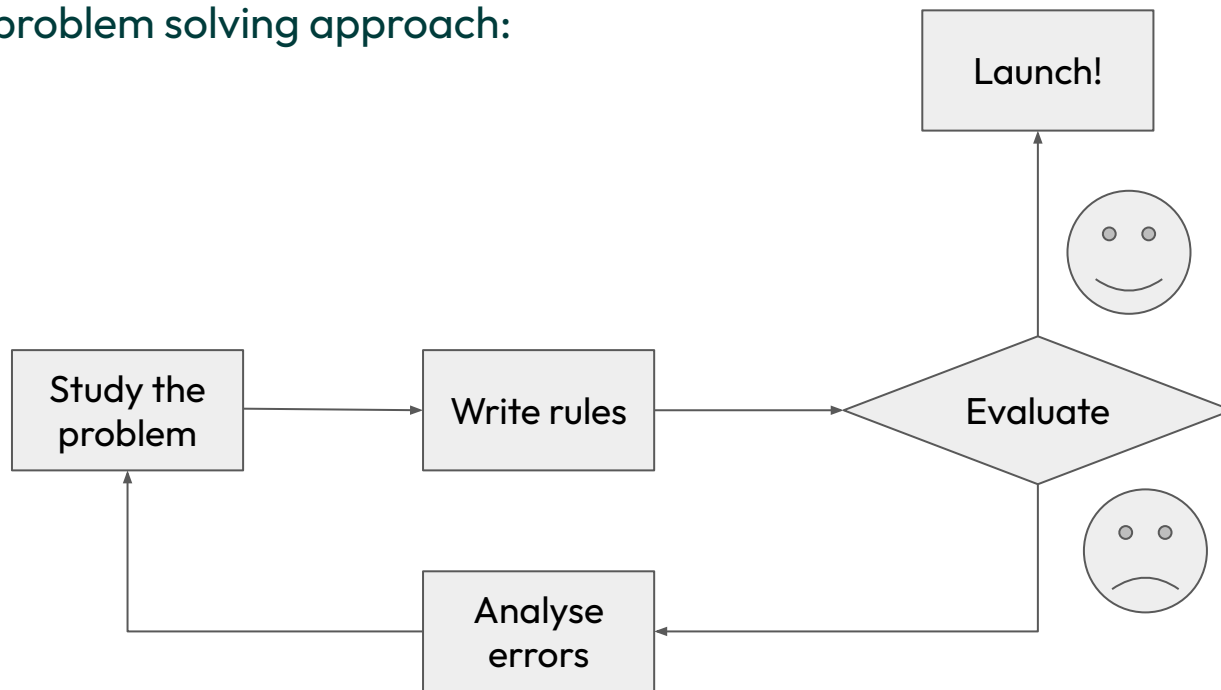 problem solving approach:
Launch!
Study the
problem
Write rules
Evaluate
Analyse
errors